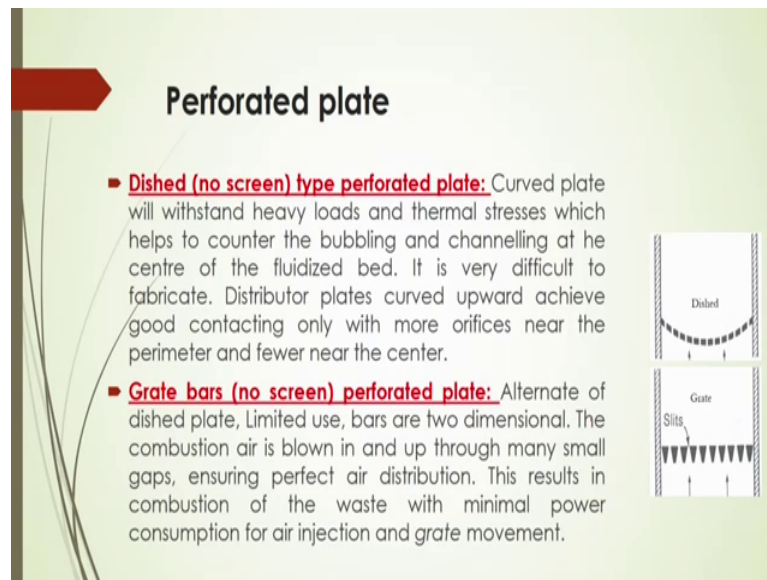 Perforated plate
Dished (no screen) type perforated plate: Curved plate
will withstand heavy loads and thermal stresses which
helps to counter the bubbling and channelling at he
centre of the fluidized bed. It is very difficult to
fabricate. Distributor plates curved upward achieve
good contacting only with more orifices near the
perimeter and fewer near the center.
Grate bars (no screen) perforated plate: Alternate of
dished plate, Limited use, bars are two dimensional. The
combustion air is blown in and up through many small
gaps, ensuring perfect air distribution. This results in
combustion of the waste with minimal power
consumption for air injection and grate movement.
Dished
Grate
Slits